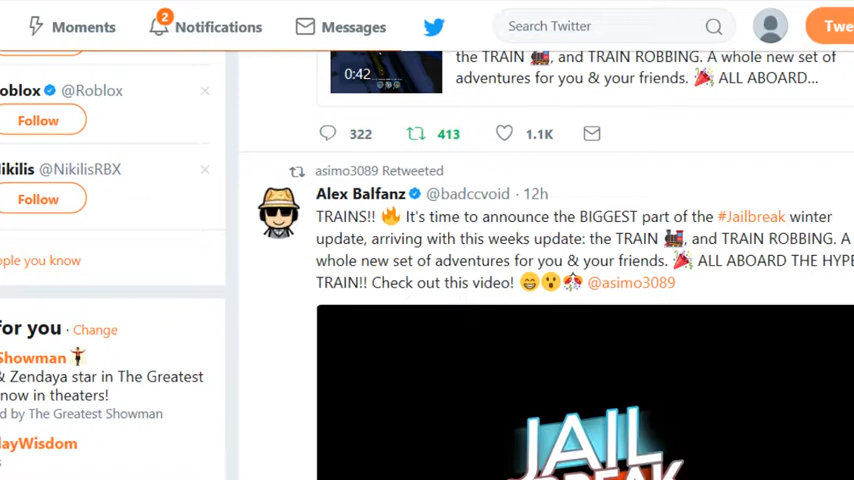 Moments
2
Notifications
Messages
Search Twitter
Twe
oblox @Roblox
Follow
ikilis @NikilisRBX
Follow
ople you know
for you · Change
Showman
& Zendaya star in The Greatest
now in theaters!
d by The Greatest Showman
layWisdom
s
0:42
the TRAIN 🚂, and TRAIN ROBBING. A whole new set of
adventures for you & your friends. 🎉 ALL ABOARD...
322 413 1.1K
asimo3089 Retweeted
Alex Balfanz @badccvoid · 12h
TRAINS!! 🔥 It's time to announce the BIGGEST part of the #Jailbreak winter
update, arriving with this weeks update: the TRAIN 🚂, and TRAIN ROBBING. A
whole new set of adventures for you & your friends. 🎉 ALL ABOARD THE HYPE
TRAIN!! Check out this video! 😁😮🎊 @asimo3089
JAIL
BREAK